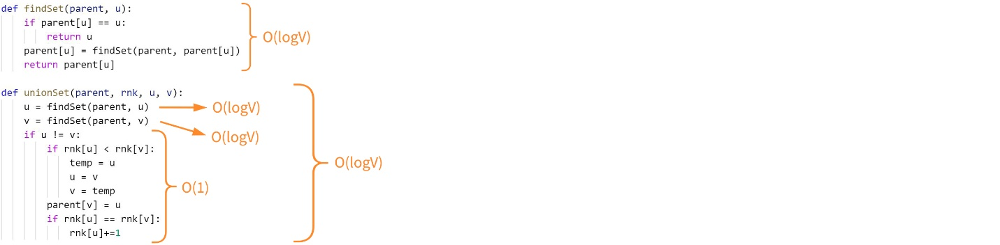 def findSet(parent, u):
    if parent[u] == u:
        return u
    parent[u] = findSet(parent, parent[u])
    return parent[u]
O(logV)
def unionSet(parent, rnk, u, v):
    u = findSet(parent, u) O(logV)
    v = findSet(parent, v) O(logV)
    if u != v:
        if rnk[u] < rnk[v]:
            temp = u
            u = v
            v = temp
        parent[v] = u
        if rnk[u] == rnk[v]:
            rnk[u]+=1
O(1)
O(logV)